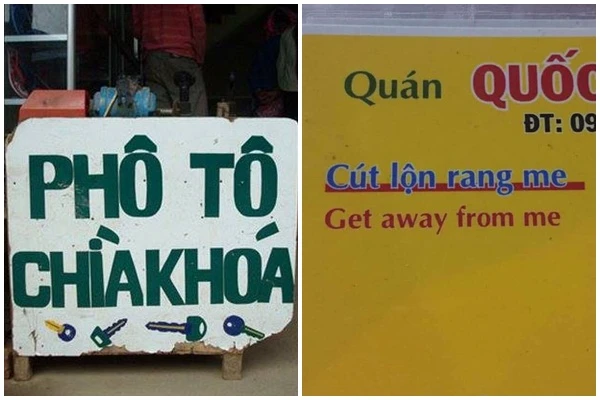 PHÔ TÔ
CHÌAKHOÁ
Quán QUỐC
ĐT: 09
Cút lộn rang me
Get away from me